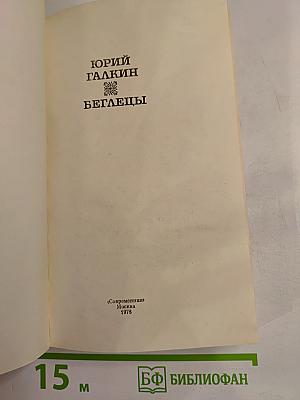 ЮРИЙ
ГАЛКИН
БЕГЛЕЦЫ
«Современник»
Москва
1978
15 м
БФ БИБЛИОФАН